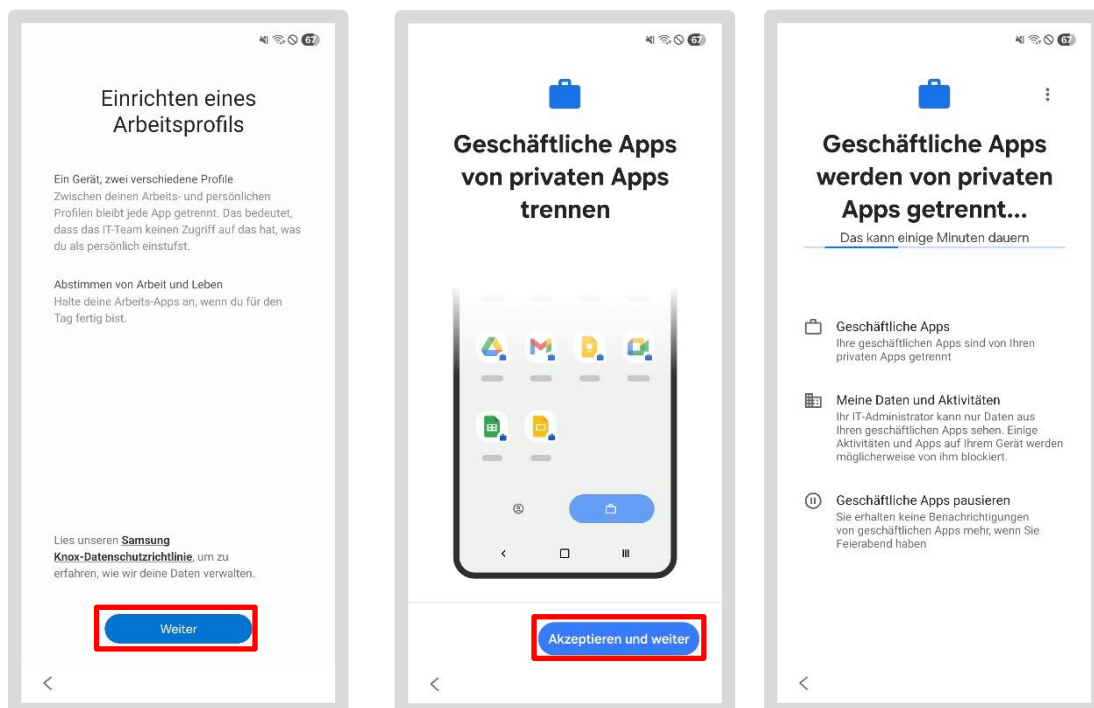 67
Einrichten eines
Arbeitsprofils
Ein Gerät, zwei verschiedene Profile
Zwischen deinen Arbeits- und persönlichen
Profilen bleibt jede App getrennt. Das bedeutet,
dass das IT-Team keinen Zugriff auf das hat, was
du als persönlich einstufst.
Abstimmen von Arbeit und Leben
Halte deine Arbeits-Apps an, wenn du für den
Tag fertig bist.
Lies unseren Samsung
Knox-Datenschutzrichtlinie, um zu
erfahren, wie wir deine Daten verwalten.
Weiter
67
Geschäftliche Apps
von privaten Apps
trennen
Akzeptieren und weiter
67
Geschäftliche Apps
werden von privaten
Apps getrennt...
Das kann einige Minuten dauern
Geschäftliche Apps
Ihre geschäftlichen Apps sind von Ihren
privaten Apps getrennt
Meine Daten und Aktivitäten
Ihr IT-Administrator kann nur Daten aus
Ihren geschäftlichen Apps sehen. Einige
Aktivitäten und Apps auf Ihrem Gerät werden
möglicherweise von ihm blockiert.
Geschäftliche Apps pausieren
Sie erhalten keine Benachrichtigungen
von geschäftlichen Apps mehr, wenn Sie
Feierabend haben